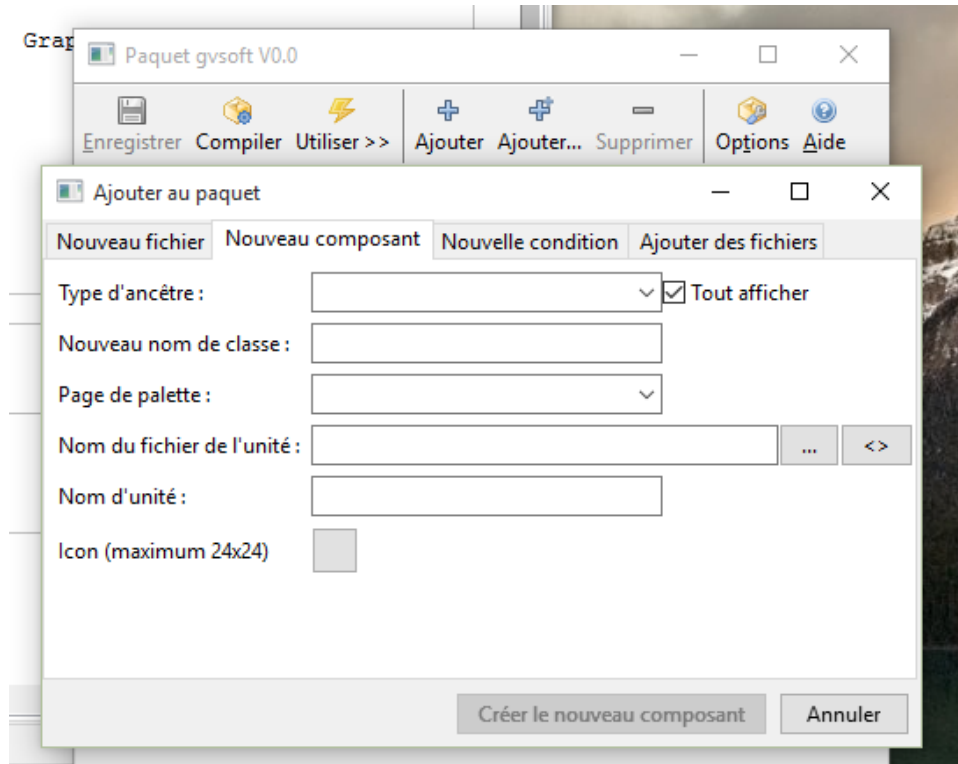 Grap
Paquet gvsoft V0.0
Enregistrer Compiler Utiliser >> Ajouter Ajouter... Supprimer Options Aide
Ajouter au paquet
Nouveau fichier Nouveau composant Nouvelle condition Ajouter des fichiers
Type d'ancêtre : Tout afficher
Nouveau nom de classe :
Page de palette :
Nom du fichier de l'unité : ... <>
Nom d'unité :
Icon (maximum 24x24)
Créer le nouveau composant Annuler